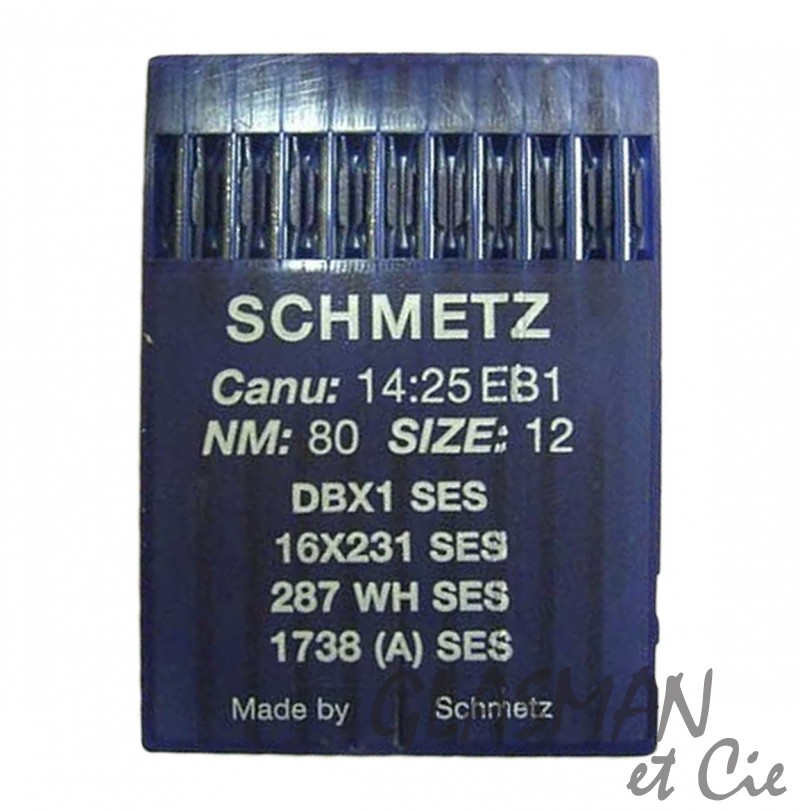 SCHMETZ
Canu: 14:25 EB1
NM: 80 SIZE: 12
DBX1 SES
16X231 SES
287 WH SES
1738 (A) SES
Made by Schmetz
GLASMAN
et Cie